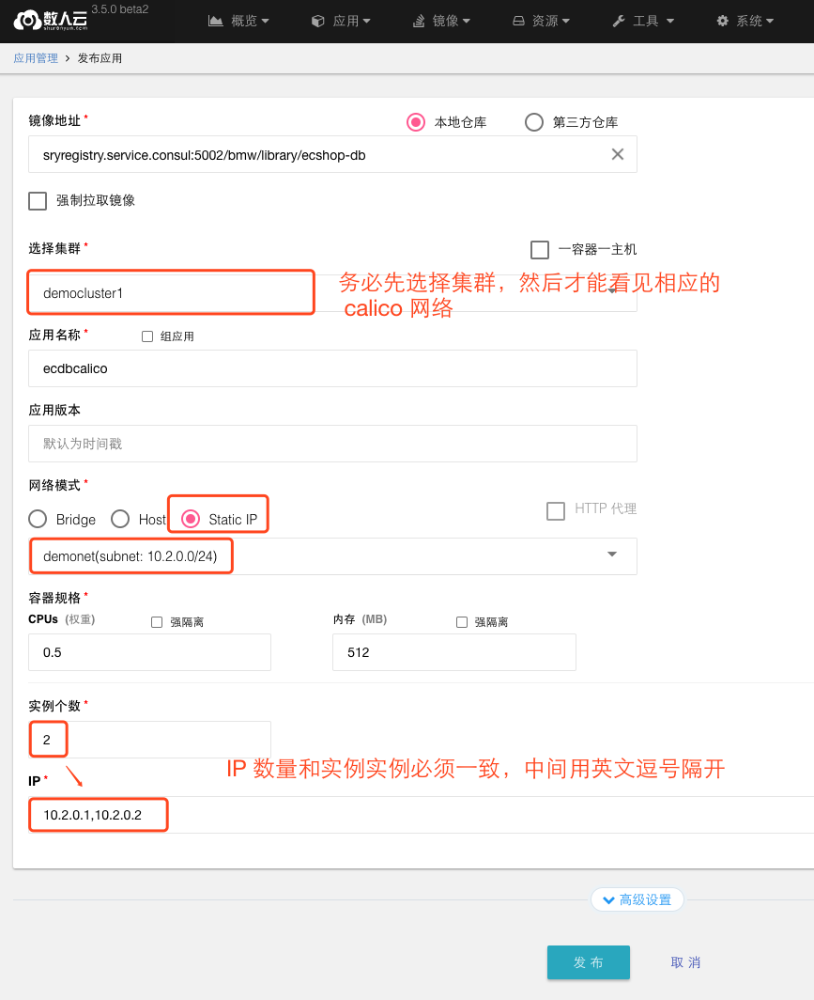 数人云 3.5.0 beta2
shurenyun.com
概览 应用 镜像 资源 工具 系统
应用管理 > 发布应用
镜像地址 * 本地仓库 第三方仓库
sryregistry.service.consul:5002/bmw/library/ecshop-db
强制拉取镜像
选择集群 * 一容器一主机
democluster1
务必先选择集群，然后才能看见相应的
calico 网络
应用名称 * 组应用
ecdbcalico
应用版本
默认为时间戳
网络模式 *
Bridge Host Static IP HTTP 代理
demonet(subnet: 10.2.0.0/24)
容器规格 *
CPUs (权重) 强隔离 内存 (MB) 强隔离
0.5 512
实例个数 *
2
IP 数量和实例实例必须一致，中间用英文逗号隔开
IP *
10.2.0.1,10.2.0.2
高级设置
发 布 取 消